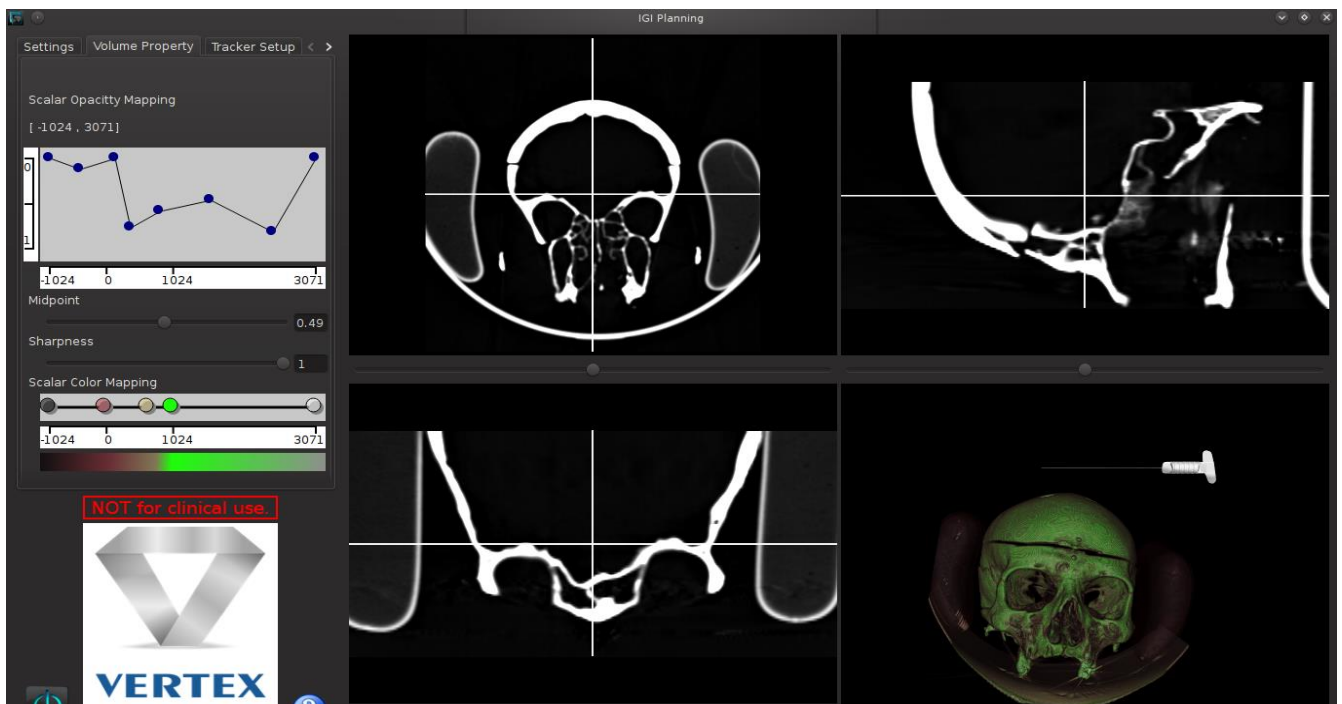 IGI Planning
Settings Volume Property Tracker Setup
Scalar Opacitty Mapping
[ -1024 , 3071]
0
1
-1024 0 1024 3071
Midpoint
0.49
Sharpness
1
Scalar Color Mapping
-1024 0 1024 3071
NOT for clinical use.
VERTEX